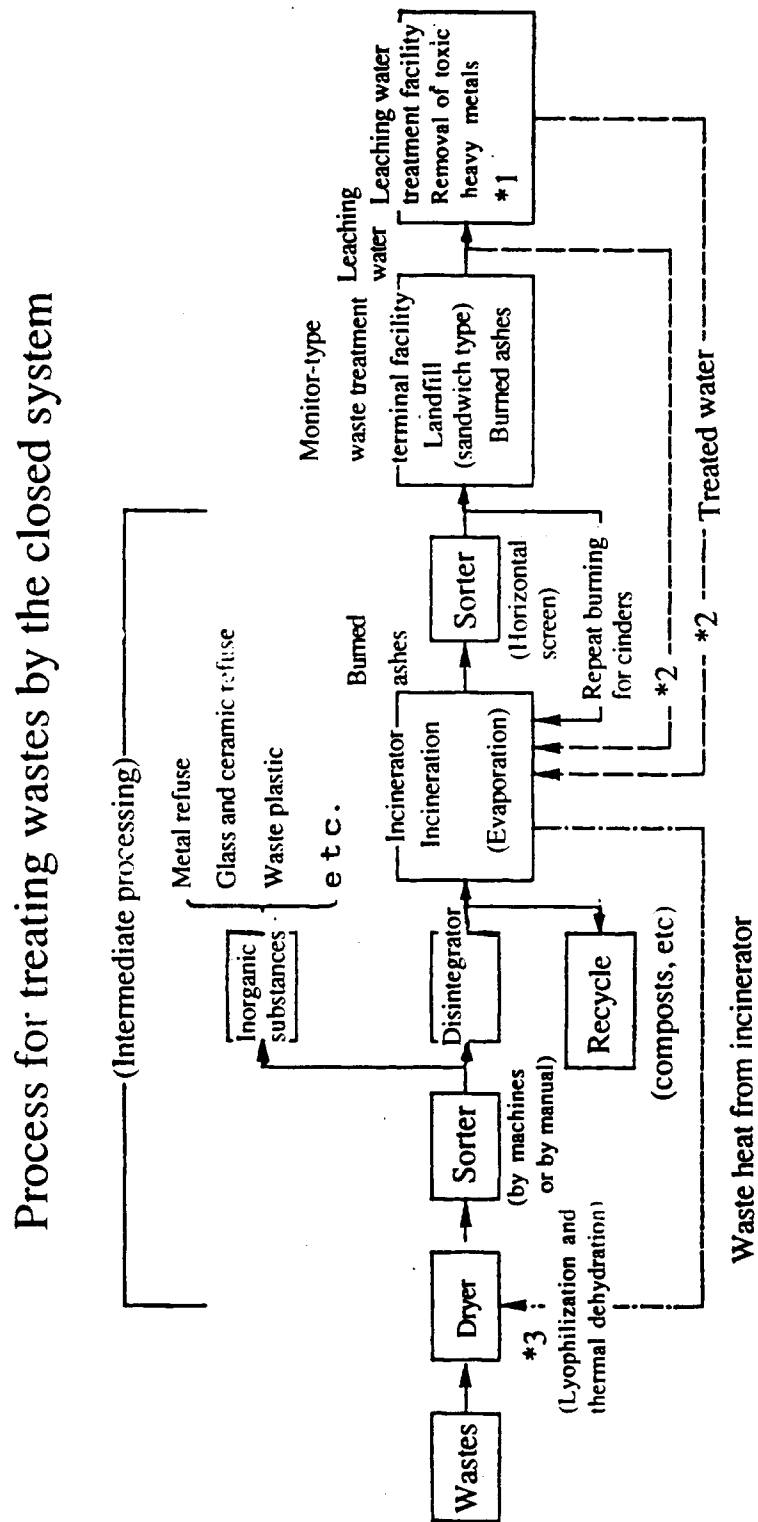 Process for treating wastes by the closed system
(Intermediate processing)
Metal refuse
Glass and ceramic refuse
Waste plastic
etc.
Inorganic
substances
Wastes
Dryer
*3
(Lyophilization and
thermal dehydration)
Sorter
(by machines
or by manual)
Disintegrator
Recycle
(composts, etc)
Incinerator
Incineration
(Evaporation)
Burned
ashes
Sorter
(Horizontal
screen)
Repeat burning
for cinders
Monitor-type
waste treatment
terminal facility
Landfill
(sandwich type)
Burned ashes
Leaching
water
Leaching water
treatment facility
Removal of toxic
heavy metals
*1
*2
*2 Treated water
Waste heat from incinerator